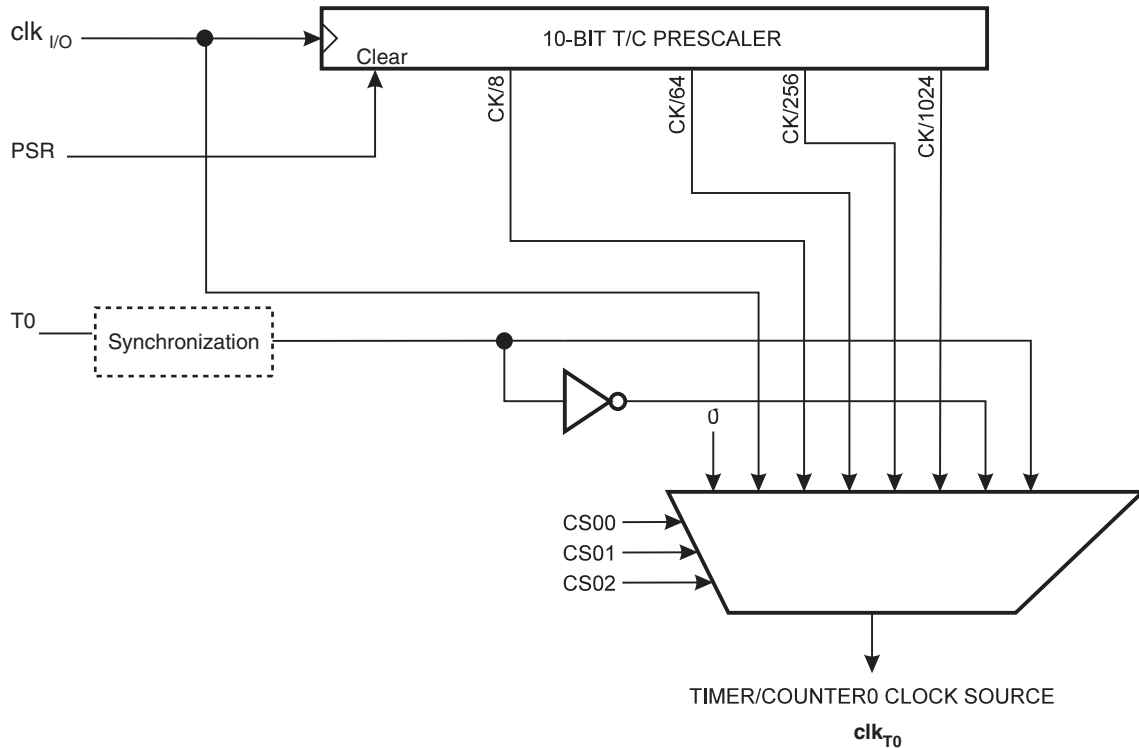 clk I/O
10-BIT T/C PRESCALER
Clear
CK/8
CK/64
CK/256
CK/1024
PSR
T0
Synchronization
0
CS00
CS01
CS02
TIMER/COUNTER0 CLOCK SOURCE
clkT0